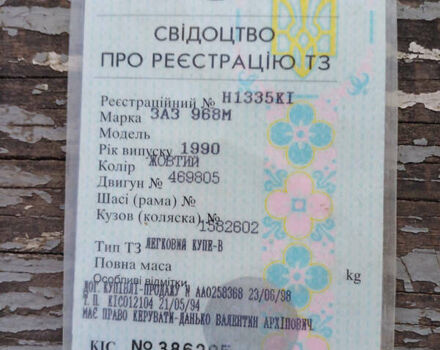 СВІДОЦТВО
ПРО РЕЄСТРАЦІЮ ТЗ
Реєстраційний № Н1335КІ
Марка ЗАЗ 968М
Модель
Рік випуску 1990
Колір ЖОВТИЙ
Двигун № 469805
Шасі (рама) №
Кузов (коляска) № 1582602
Тип ТЗ ЛЕГКОВИЙ КУПЕ-В
Повна маса kg
Особливі відмітки
ДОГ КУПІВЛІ-ПРОДАЖУ Й ААО258368 23/06/98
Т.П. КІС012104 21/05/94
МАЄ ПРАВО КЕРУВАТИ-ДАНЬКО ВАЛЕНТИН АРХІПОВИЧ.
КІС №